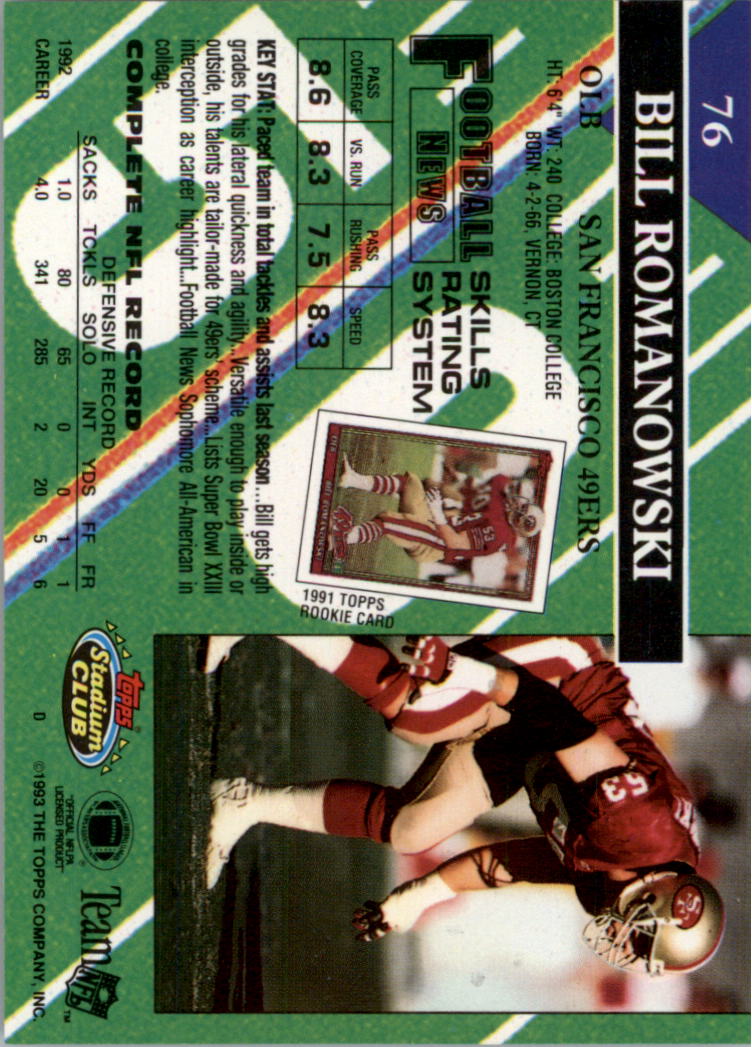 76
BILL ROMANOWSKI
OLB SAN FRANCISCO 49ERS
HT: 6'4" WT: 240 COLLEGE: BOSTON COLLEGE
BORN: 4-2-66, VERNON, CT
FOOTBALL
NEWS
SKILLS
RATING
SYSTEM
PASS COVERAGE VS. RUN PASS RUSHING SPEED
8.6 8.3 7.5 8.3
OLB BILL ROMANOWSKI
1991 TOPPS
ROOKIE CARD
KEY STAT: Paced team in total tackles and assists last season ...Bill gets high
grades for his lateral quickness and agility...Versatile enough to play inside or
outside, his talents are tailor-made for 49ers' scheme...Lists Super Bowl XXIII
interception as career highlight...Football News Sophomore All-American in
college.
COMPLETE NFL RECORD
DEFENSIVE RECORD
SACKS TCKLS SOLO INT YDS FF FR
1992 1.0 80 65 0 0 1 1
CAREER 4.0 341 285 2 20 5 6
53
Topps
Stadium
CLUB
"OFFICIAL NFLPA
LICENSED PRODUCT"
Team NFL ™
D
©1993 THE TOPPS COMPANY, INC.